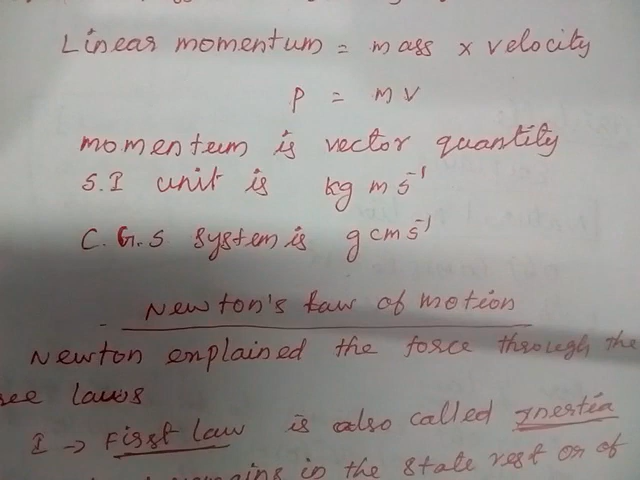 Linear momentum = mass x velocity
P = mv
momentum is vector quantity
S.I unit is kg m s⁻¹
C.G.S. system is g cm s⁻¹
Newton's Law of motion
Newton explained the force through the
ree laws
I → First law is also called Inertia
remains in the state rest or of